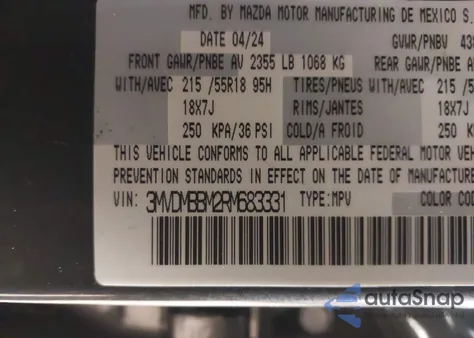 MFD. BY MAZDA MOTOR MANUFACTURING DE MEXICO S.
DATE 04/24 GVWR/PNBV 438
FRONT GAWR/PNBE AV 2355 LB 1068 KG REAR GAWR/PNBE A
WITH/AVEC 215 /55R18 95H TIRES/PNEUS WITH/AVEC 215 /5
18X7J RIMS/JANTES 18X7J
250 KPA/36 PSI COLD/A FROID 250 K
THIS VEHICLE CONFORMS TO ALL APPLICABLE FEDERAL MOTOR VEH
PREVENTION STANDARDS IN EFFECT ON THE DATE OF MANUFACTURE
VIN: 3MVDMBBM2RM683331 TYPE:MPV COLOR COD
autoSnap